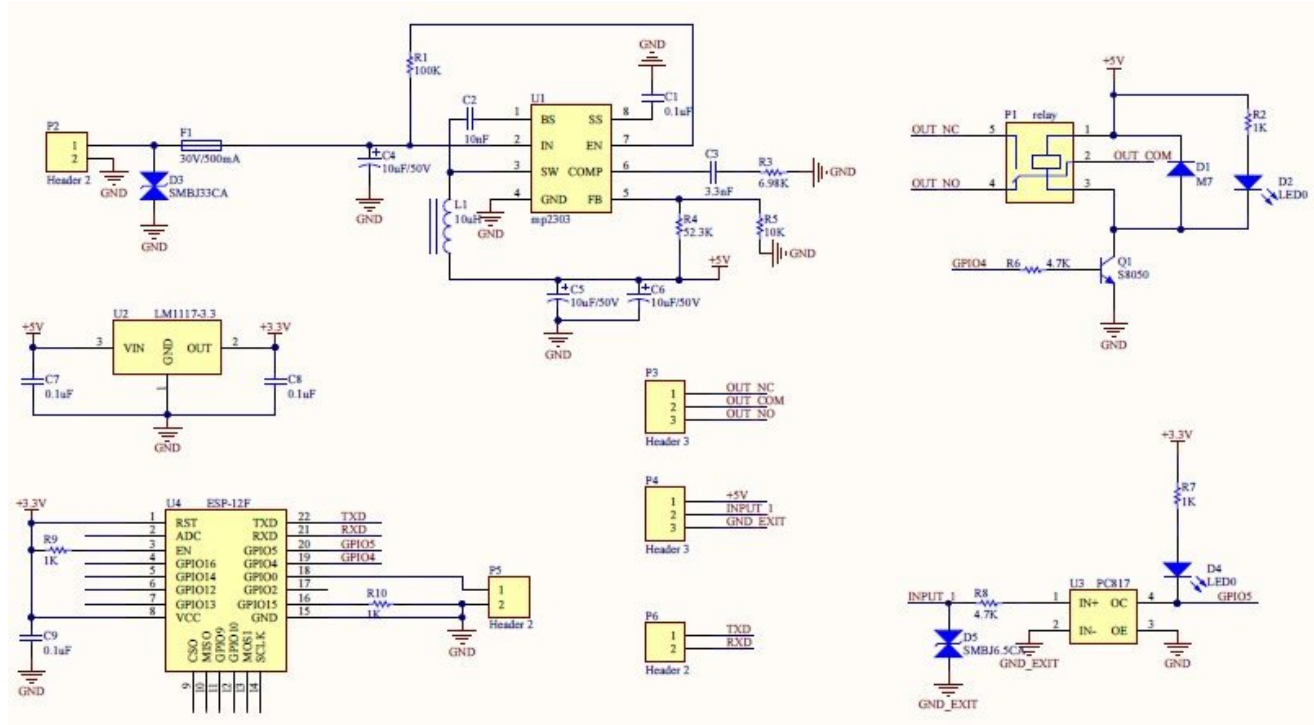 R1
100K
P2
1
2
Header 2
GND
F1
30V/500mA
D3
SMBJ33CA
GND
C4
10uF/50V
GND
C2
10nF
U1
1 BS SS 8
2 IN EN 7
3 SW COMP 6
4 GND FB 5
mp2303
GND
GND
C1
0.1uF
C3
3.3nF
R3
6.98K
GND
R4
52.3K
R5
10K
GND
L1
10uH
+5V
C5
10uF/50V
C6
10uF/50V
GND
+5V
P1 relay
OUT_NC 5 1
2 OUT_COM
OUT_NO 4 3
D1
M7
R2
1K
D2
LED0
GPIO4 R6 4.7K
Q1
S8050
GND
U2 LM1117-3.3
+5V +3.3V
3 VIN GND OUT 2
1
C7
0.1uF
C8
0.1uF
GND
P3
1 OUT_NC
2 OUT_COM
3 OUT_NO
Header 3
P4
1 +5V
2 INPUT_1
3 GND_EXIT
Header 3
P6
1 TXD
2 RXD
Header 2
+3.3V
U4 ESP-12F
1 RST TXD 22 TXD
2 ADC RXD 21 RXD
3 EN GPIO5 20 GPIO5
4 GPIO16 GPIO4 19 GPIO4
5 GPIO14 GPIO0 18
6 GPIO12 GPIO2 17
7 GPIO13 GPIO15 16
8 VCC GND 15
CSO MISO GPIO9 GPIO10 MOSI SCLK
9 10 11 12 13 14
R9
1K
C9
0.1uF
GND
R10
1K
P5
1
2
Header 2
GND
+3.3V
R7
1K
D4
LED0
U3 PC817
INPUT_1 R8 1 IN+ OC 4 GPIO5
4.7K
2 IN- OE 3
D5
SMBJ6.5CA
GND_EXIT
GND
GND_EXIT